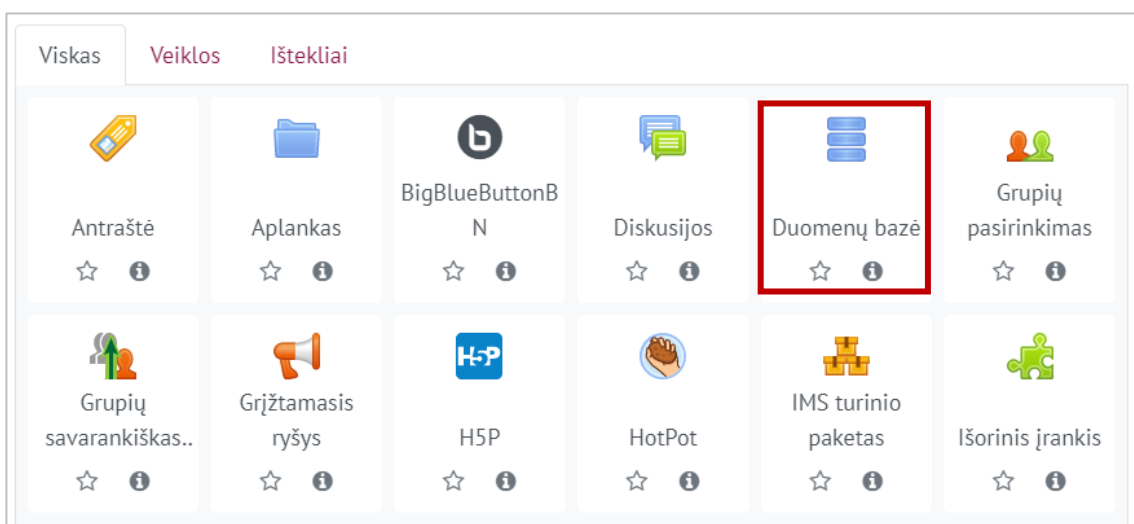 Viskas Veiklos Ištekliai
Antraštė
Aplankas
BigBlueButtonB
N
Diskusijos
Duomenų bazė
Grupių
pasirinkimas
Grupių
savarankiškas..
Grįžtamasis
ryšys
H5P
H5P
HotPot
IMS turinio
paketas
Išorinis įrankis